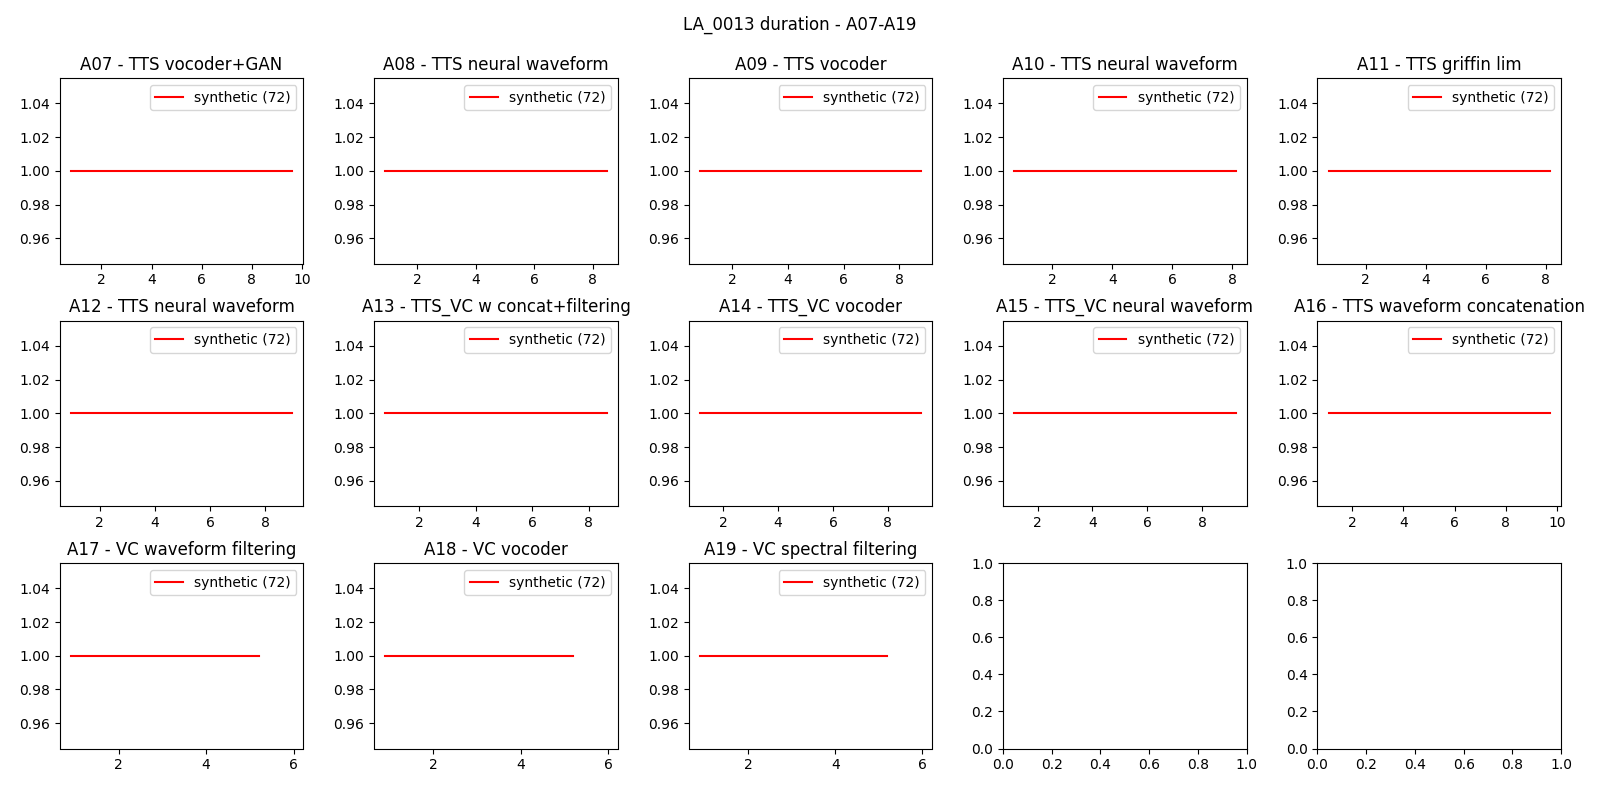 LA_0013 duration - A07-A19
A07 - TTS vocoder+GAN
synthetic (72)
1.04
1.02
1.00
0.98
0.96
2 4 6 8 10
A08 - TTS neural waveform
synthetic (72)
1.04
1.02
1.00
0.98
0.96
2 4 6 8
A09 - TTS vocoder
synthetic (72)
1.04
1.02
1.00
0.98
0.96
2 4 6 8
A10 - TTS neural waveform
synthetic (72)
1.04
1.02
1.00
0.98
0.96
2 4 6 8
A11 - TTS griffin lim
synthetic (72)
1.04
1.02
1.00
0.98
0.96
2 4 6 8
A12 - TTS neural waveform
synthetic (72)
1.04
1.02
1.00
0.98
0.96
2 4 6 8
A13 - TTS_VC w concat+filtering
synthetic (72)
1.04
1.02
1.00
0.98
0.96
2 4 6 8
A14 - TTS_VC vocoder
synthetic (72)
1.04
1.02
1.00
0.98
0.96
2 4 6 8
A15 - TTS_VC neural waveform
synthetic (72)
1.04
1.02
1.00
0.98
0.96
2 4 6 8
A16 - TTS waveform concatenation
synthetic (72)
1.04
1.02
1.00
0.98
0.96
2 4 6 8 10
A17 - VC waveform filtering
synthetic (72)
1.04
1.02
1.00
0.98
0.96
2 4 6
A18 - VC vocoder
synthetic (72)
1.04
1.02
1.00
0.98
0.96
2 4 6
A19 - VC spectral filtering
synthetic (72)
1.04
1.02
1.00
0.98
0.96
2 4 6
1.0
0.8
0.6
0.4
0.2
0.0
0.0 0.2 0.4 0.6 0.8 1.0
1.0
0.8
0.6
0.4
0.2
0.0
0.0 0.2 0.4 0.6 0.8 1.0